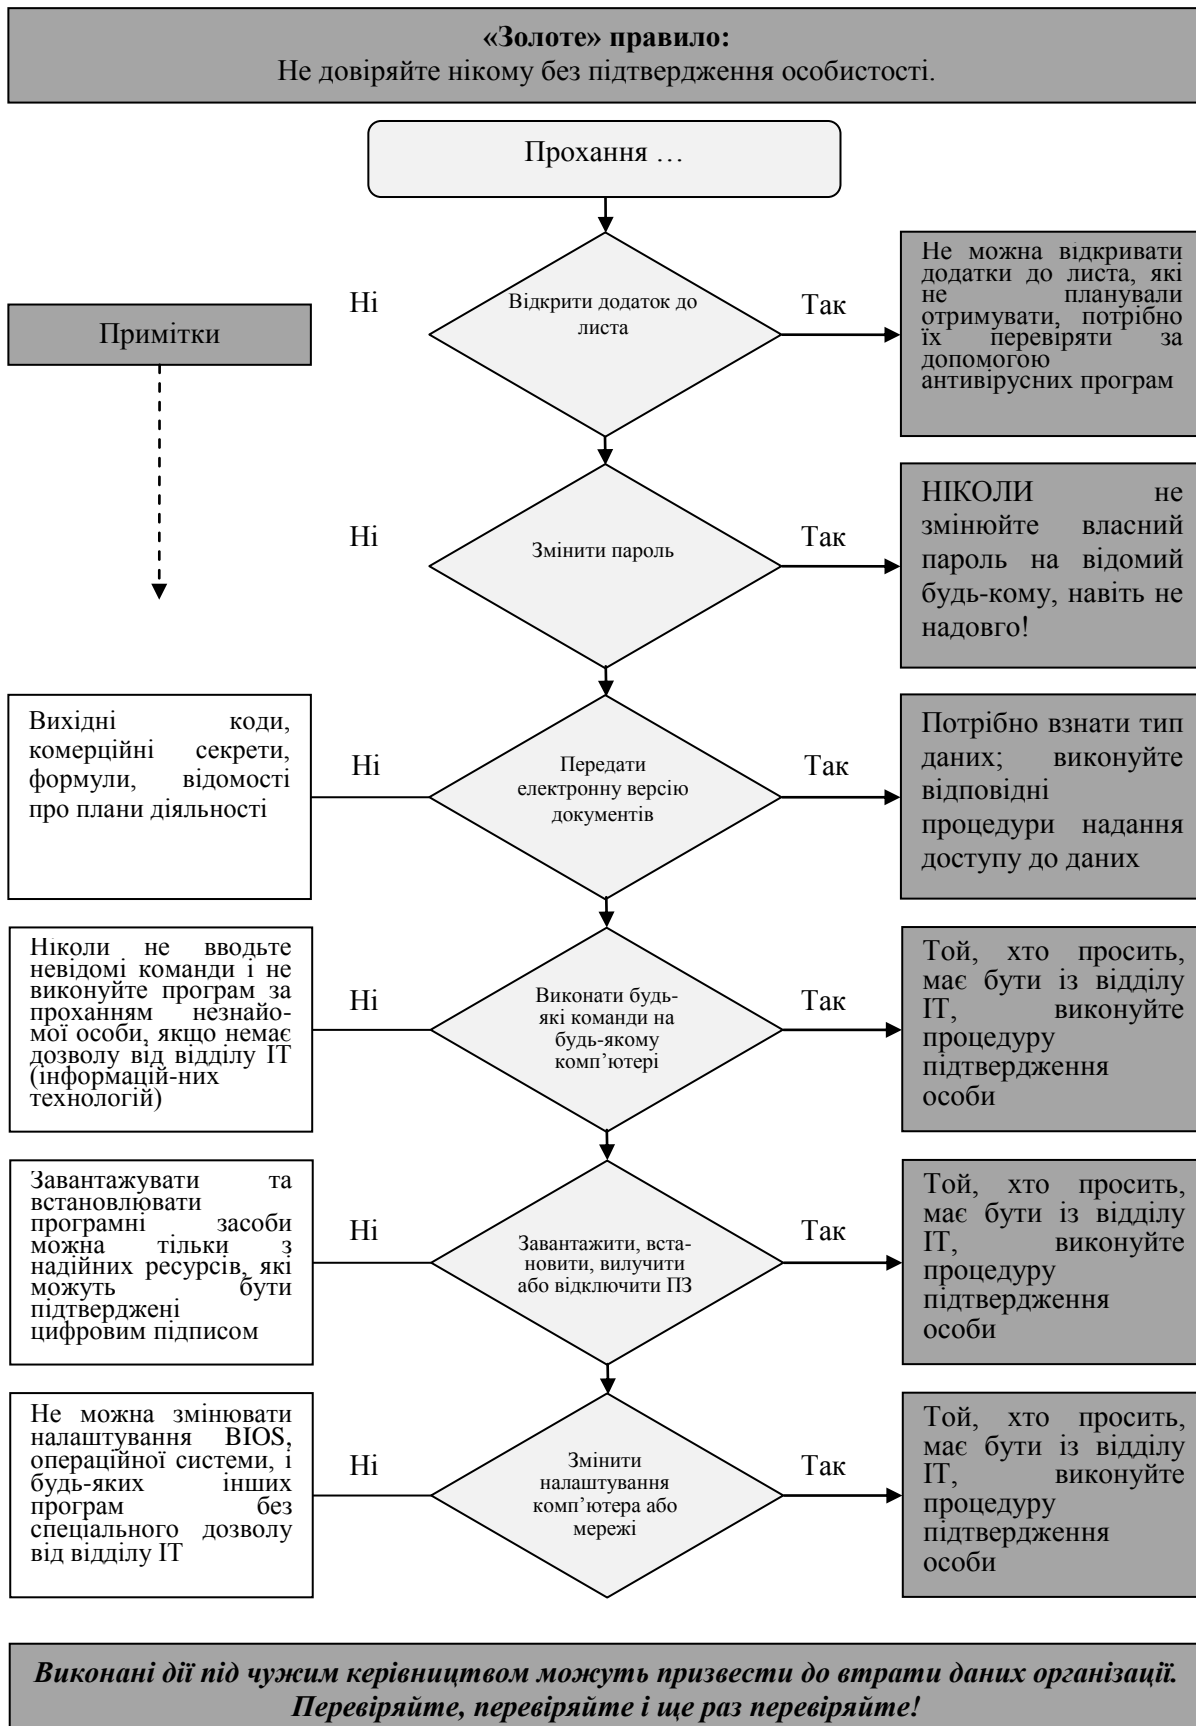 «Золоте» правило:
Не довіряйте нікому без підтвердження особистості.
Прохання …
Примітки
Ні
Відкрити додаток до
листа
Так
Не можна відкривати
додатки до листа, які
не планували
отримувати, потрібно
їх перевіряти за
допомогою
антивірусних програм
Ні
Змінити пароль
Так
НІКОЛИ не
змінюйте власний
пароль на відомий
будь-кому, навіть не
надовго!
Вихідні коди,
комерційні секрети,
формули, відомості
про плани діяльності
Ні
Передати
електронну версію
документів
Так
Потрібно взнати тип
даних; виконуйте
відповідні
процедури надання
доступу до даних
Ніколи не вводьте
невідомі команди і не
виконуйте програм за
проханням незнайо-
мої особи, якщо немає
дозволу від відділу ІТ
(інформацій-них
технологій)
Ні
Виконати будь-
які команди на
будь-якому
комп’ютері
Так
Той, хто просить,
має бути із відділу
ІТ, виконуйте
процедуру
підтвердження
особи
Завантажувати та
встановлювати
програмні засоби
можна тільки з
надійних ресурсів, які
можуть бути
підтверджені
цифровим підписом
Ні
Завантажити, вста-
новити, вилучити
або відключити ПЗ
Так
Той, хто просить,
має бути із відділу
ІТ, виконуйте
процедуру
підтвердження
особи
Не можна змінювати
налаштування BIOS,
операційної системи, і
будь-яких інших
програм без
спеціального дозволу
від відділу ІТ
Ні
Змінити
налаштування
комп’ютера або
мережі
Так
Той, хто просить,
має бути із відділу
ІТ, виконуйте
процедуру
підтвердження
особи
Виконані дії під чужим керівництвом можуть призвести до втрати даних організації.
Перевіряйте, перевіряйте і ще раз перевіряйте!